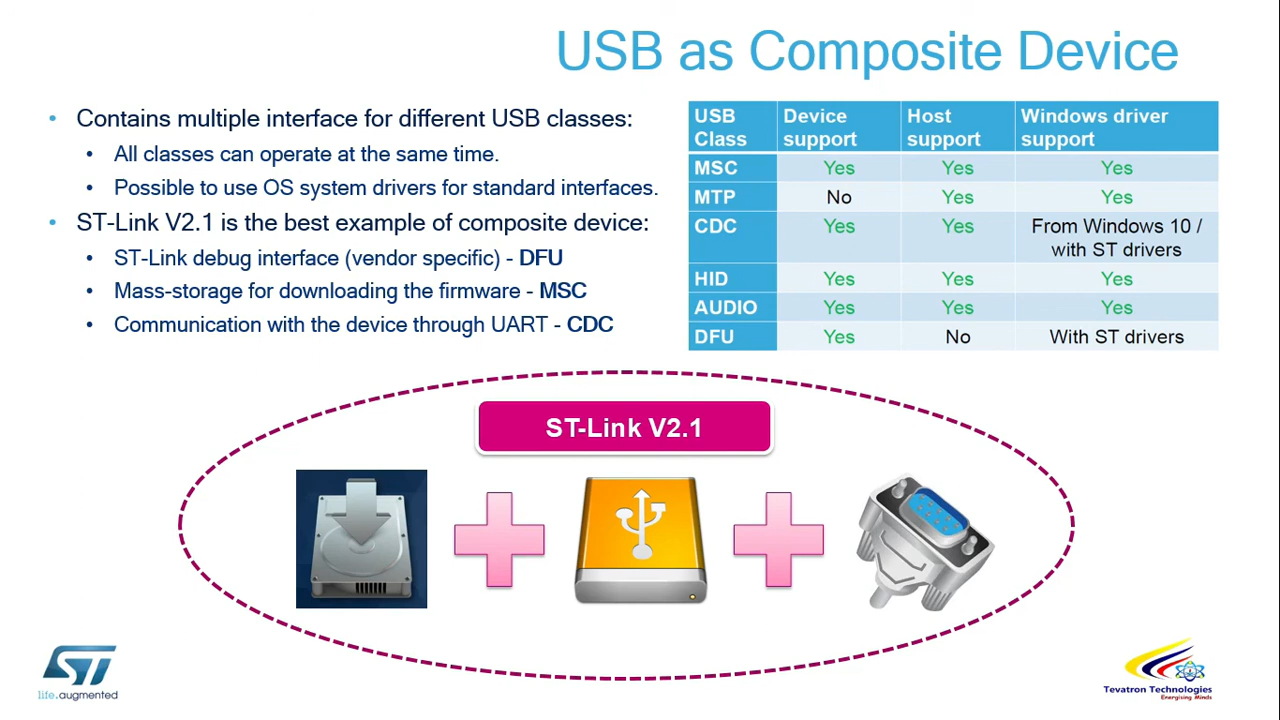 USB as Composite Device
• Contains multiple interface for different USB classes:
• All classes can operate at the same time.
• Possible to use OS system drivers for standard interfaces.
• ST-Link V2.1 is the best example of composite device:
• ST-Link debug interface (vendor specific) - DFU
• Mass-storage for downloading the firmware - MSC
• Communication with the device through UART - CDC
USB Class Device support Host support Windows driver support
MSC Yes Yes Yes
MTP No Yes Yes
CDC Yes Yes From Windows 10 / with ST drivers
HID Yes Yes Yes
AUDIO Yes Yes Yes
DFU Yes No With ST drivers
ST-Link V2.1
ST
life.augmented
Tevatron Technologies
Energising Minds